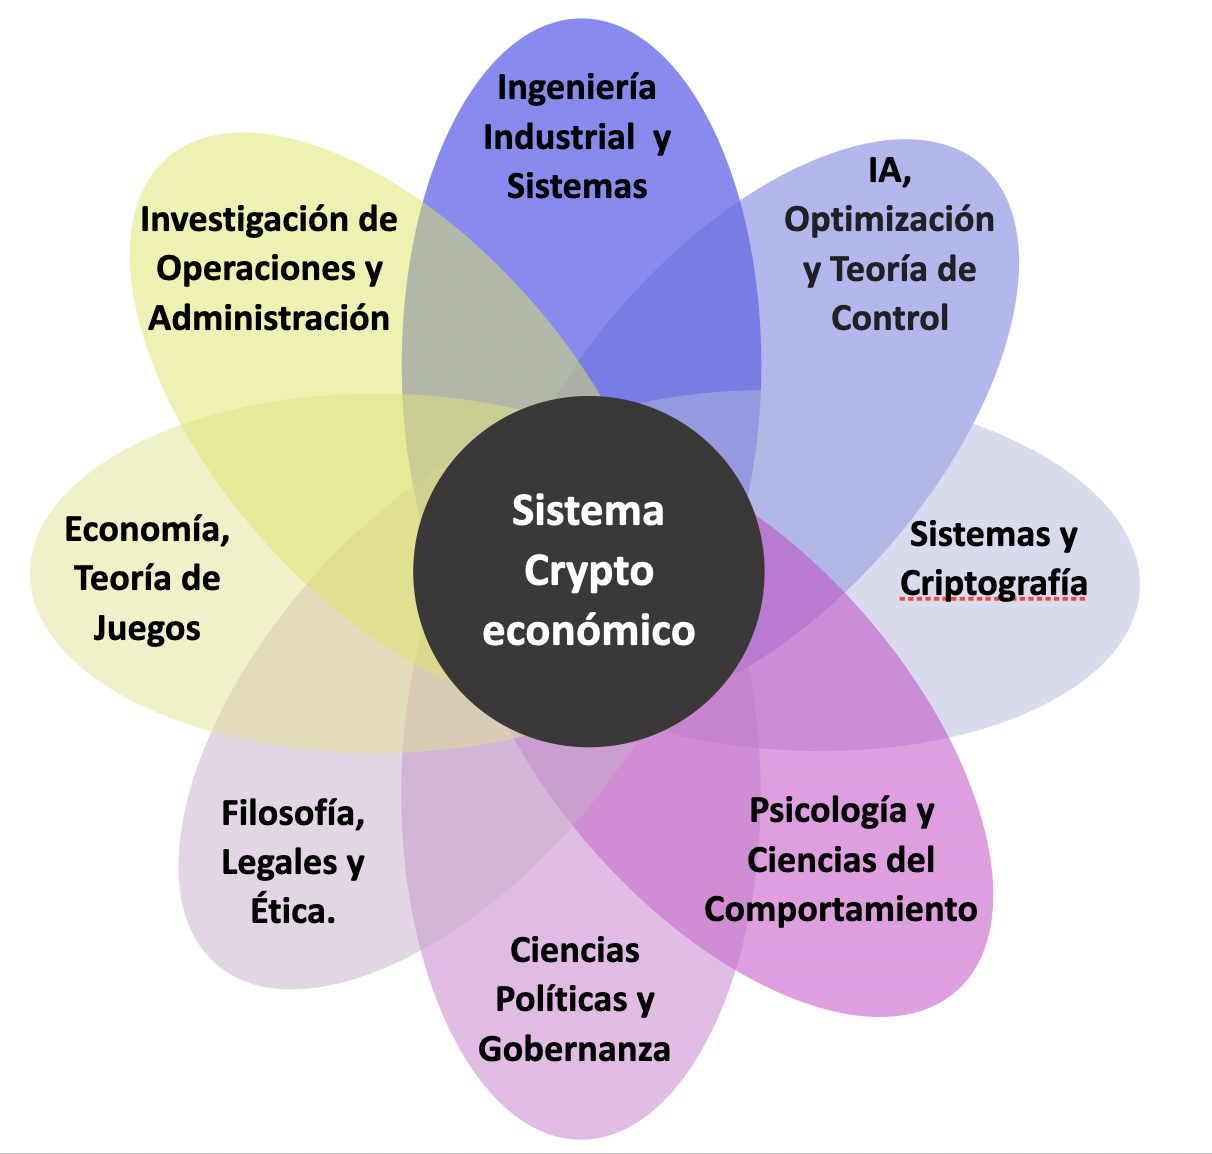 Ingeniería
Industrial y
Sistemas
IA,
Optimización
y Teoría de
Control
Investigación de
Operaciones y
Administración
Sistema
Crypto
económico
Economía,
Teoría de
Juegos
Sistemas y
Criptografía
Filosofía,
Legales y
Ética.
Psicología y
Ciencias del
Comportamiento
Ciencias
Políticas y
Gobernanza